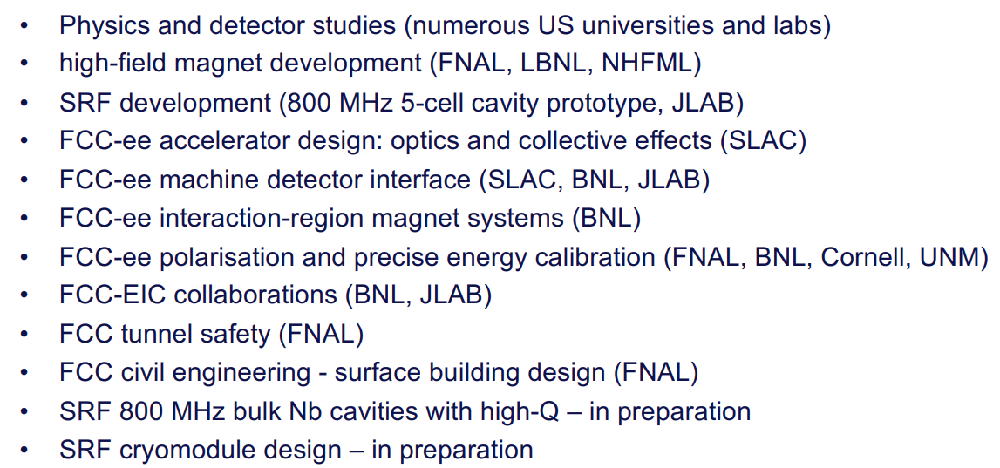 • Physics and detector studies (numerous US universities and labs)
• high-field magnet development (FNAL, LBNL, NHFML)
• SRF development (800 MHz 5-cell cavity prototype, JLAB)
• FCC-ee accelerator design: optics and collective effects (SLAC)
• FCC-ee machine detector interface (SLAC, BNL, JLAB)
• FCC-ee interaction-region magnet systems (BNL)
• FCC-ee polarisation and precise energy calibration (FNAL, BNL, Cornell, UNM)
• FCC-EIC collaborations (BNL, JLAB)
• FCC tunnel safety (FNAL)
• FCC civil engineering - surface building design (FNAL)
• SRF 800 MHz bulk Nb cavities with high-Q – in preparation
• SRF cryomodule design – in preparation